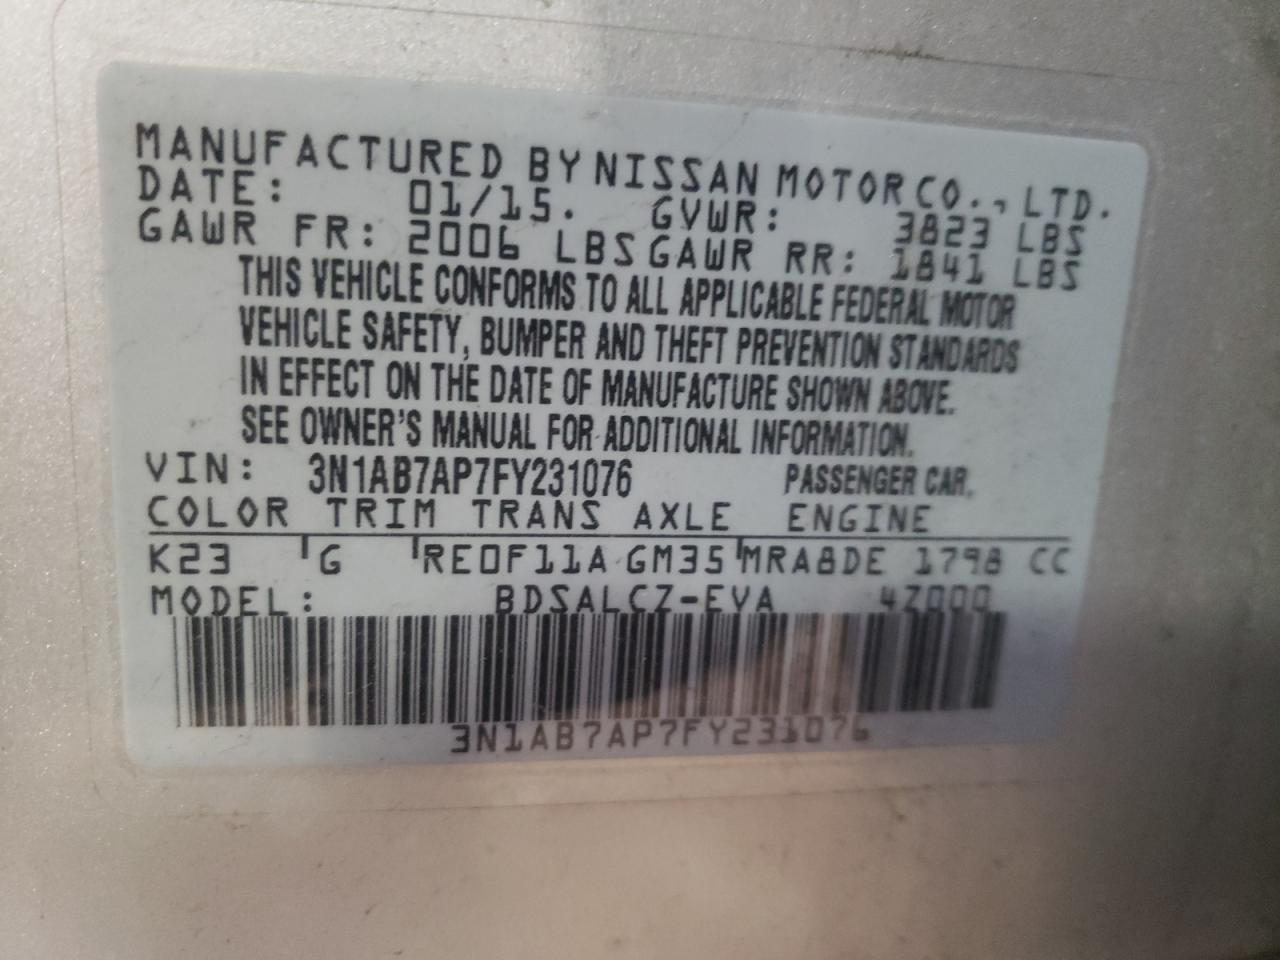 MANUFACTURED BY NISSAN MOTOR CO., LTD.
DATE: 01/15. GVWR: 3823 LBS
GAWR FR: 2006 LBS GAWR RR: 1841 LBS
THIS VEHICLE CONFORMS TO ALL APPLICABLE FEDERAL MOTOR
VEHICLE SAFETY, BUMPER AND THEFT PREVENTION STANDARDS
IN EFFECT ON THE DATE OF MANUFACTURE SHOWN ABOVE.
SEE OWNER'S MANUAL FOR ADDITIONAL INFORMATION.
VIN: 3N1AB7AP7FY231076 PASSENGER CAR.
COLOR TRIM TRANS AXLE ENGINE
K23 G RE0F11A GM35 MRA8DE 1798 CC
MODEL: BDSALCZ-EVA 4Z000
3N1AB7AP7FY231076